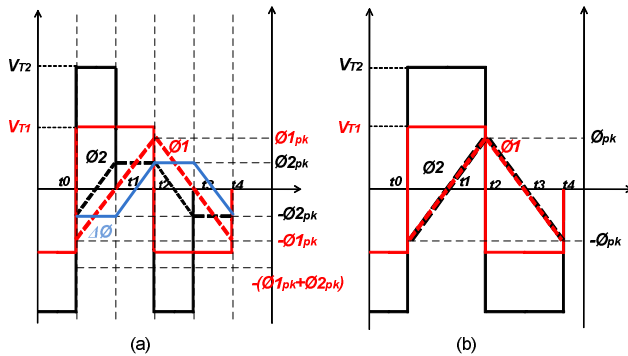 VT2
VT1
t0
Ø2
t1
Ø1
t2
t3
t4
ΔØ
Ø1pk
Ø2pk
-Ø2pk
-Ø1pk
-(Ø1pk+Ø2pk)
(a)
VT2
VT1
t0
Ø2
t1
Ø1
t2
t3
t4
Øpk
-Øpk
(b)